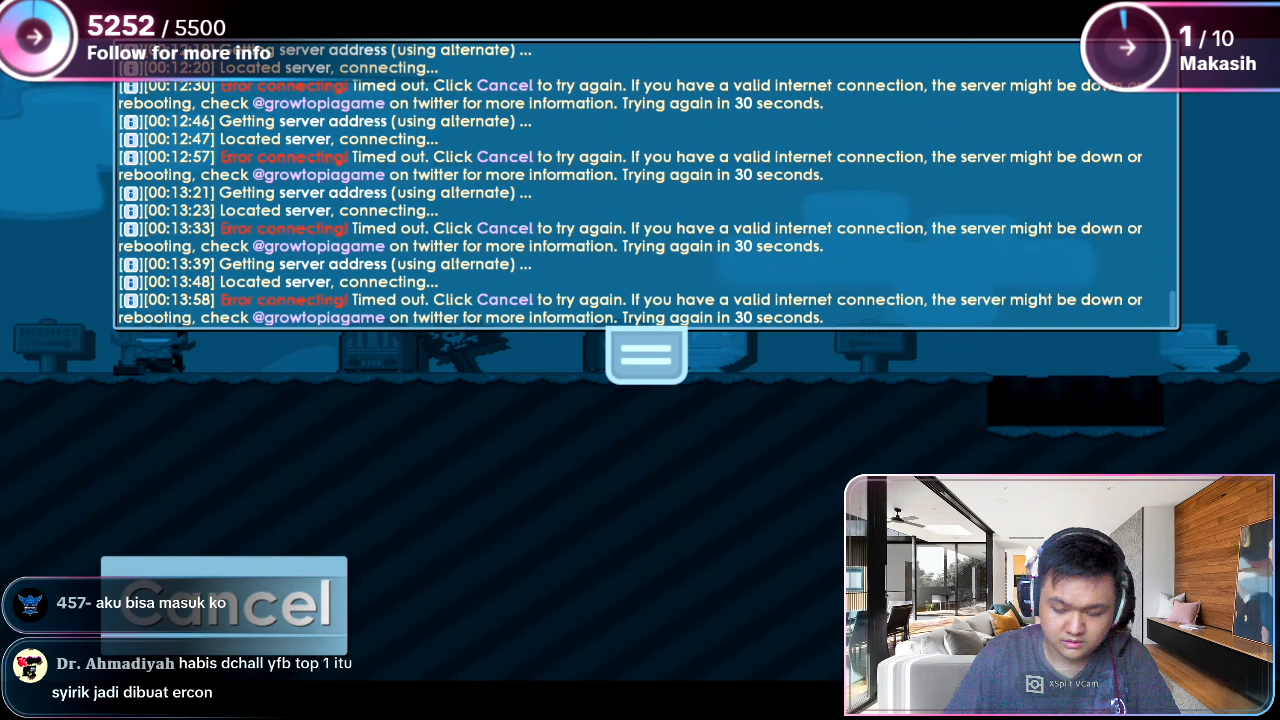 5252 / 5500
Follow for more info
1 / 10
Makasih
[00:12:18] Getting server address (using alternate) ...
[00:12:20] Located server, connecting...
[00:12:30] Error connecting! Timed out. Click Cancel to try again. If you have a valid internet connection, the server might be down or
rebooting, check @growtopiagame on twitter for more information. Trying again in 30 seconds.
[00:12:46] Getting server address (using alternate) ...
[00:12:47] Located server, connecting...
[00:12:57] Error connecting! Timed out. Click Cancel to try again. If you have a valid internet connection, the server might be down or
rebooting, check @growtopiagame on twitter for more information. Trying again in 30 seconds.
[00:13:21] Getting server address (using alternate) ...
[00:13:23] Located server, connecting...
[00:13:33] Error connecting! Timed out. Click Cancel to try again. If you have a valid internet connection, the server might be down or
rebooting, check @growtopiagame on twitter for more information. Trying again in 30 seconds.
[00:13:39] Getting server address (using alternate) ...
[00:13:48] Located server, connecting...
[00:13:58] Error connecting! Timed out. Click Cancel to try again. If you have a valid internet connection, the server might be down or
rebooting, check @growtopiagame on twitter for more information. Trying again in 30 seconds.
Cancel
457- aku bisa masuk ko
Dr. Ahmadiyah habis dchall yfb top 1 itu
syirik jadi dibuat ercon
XSplit VCam